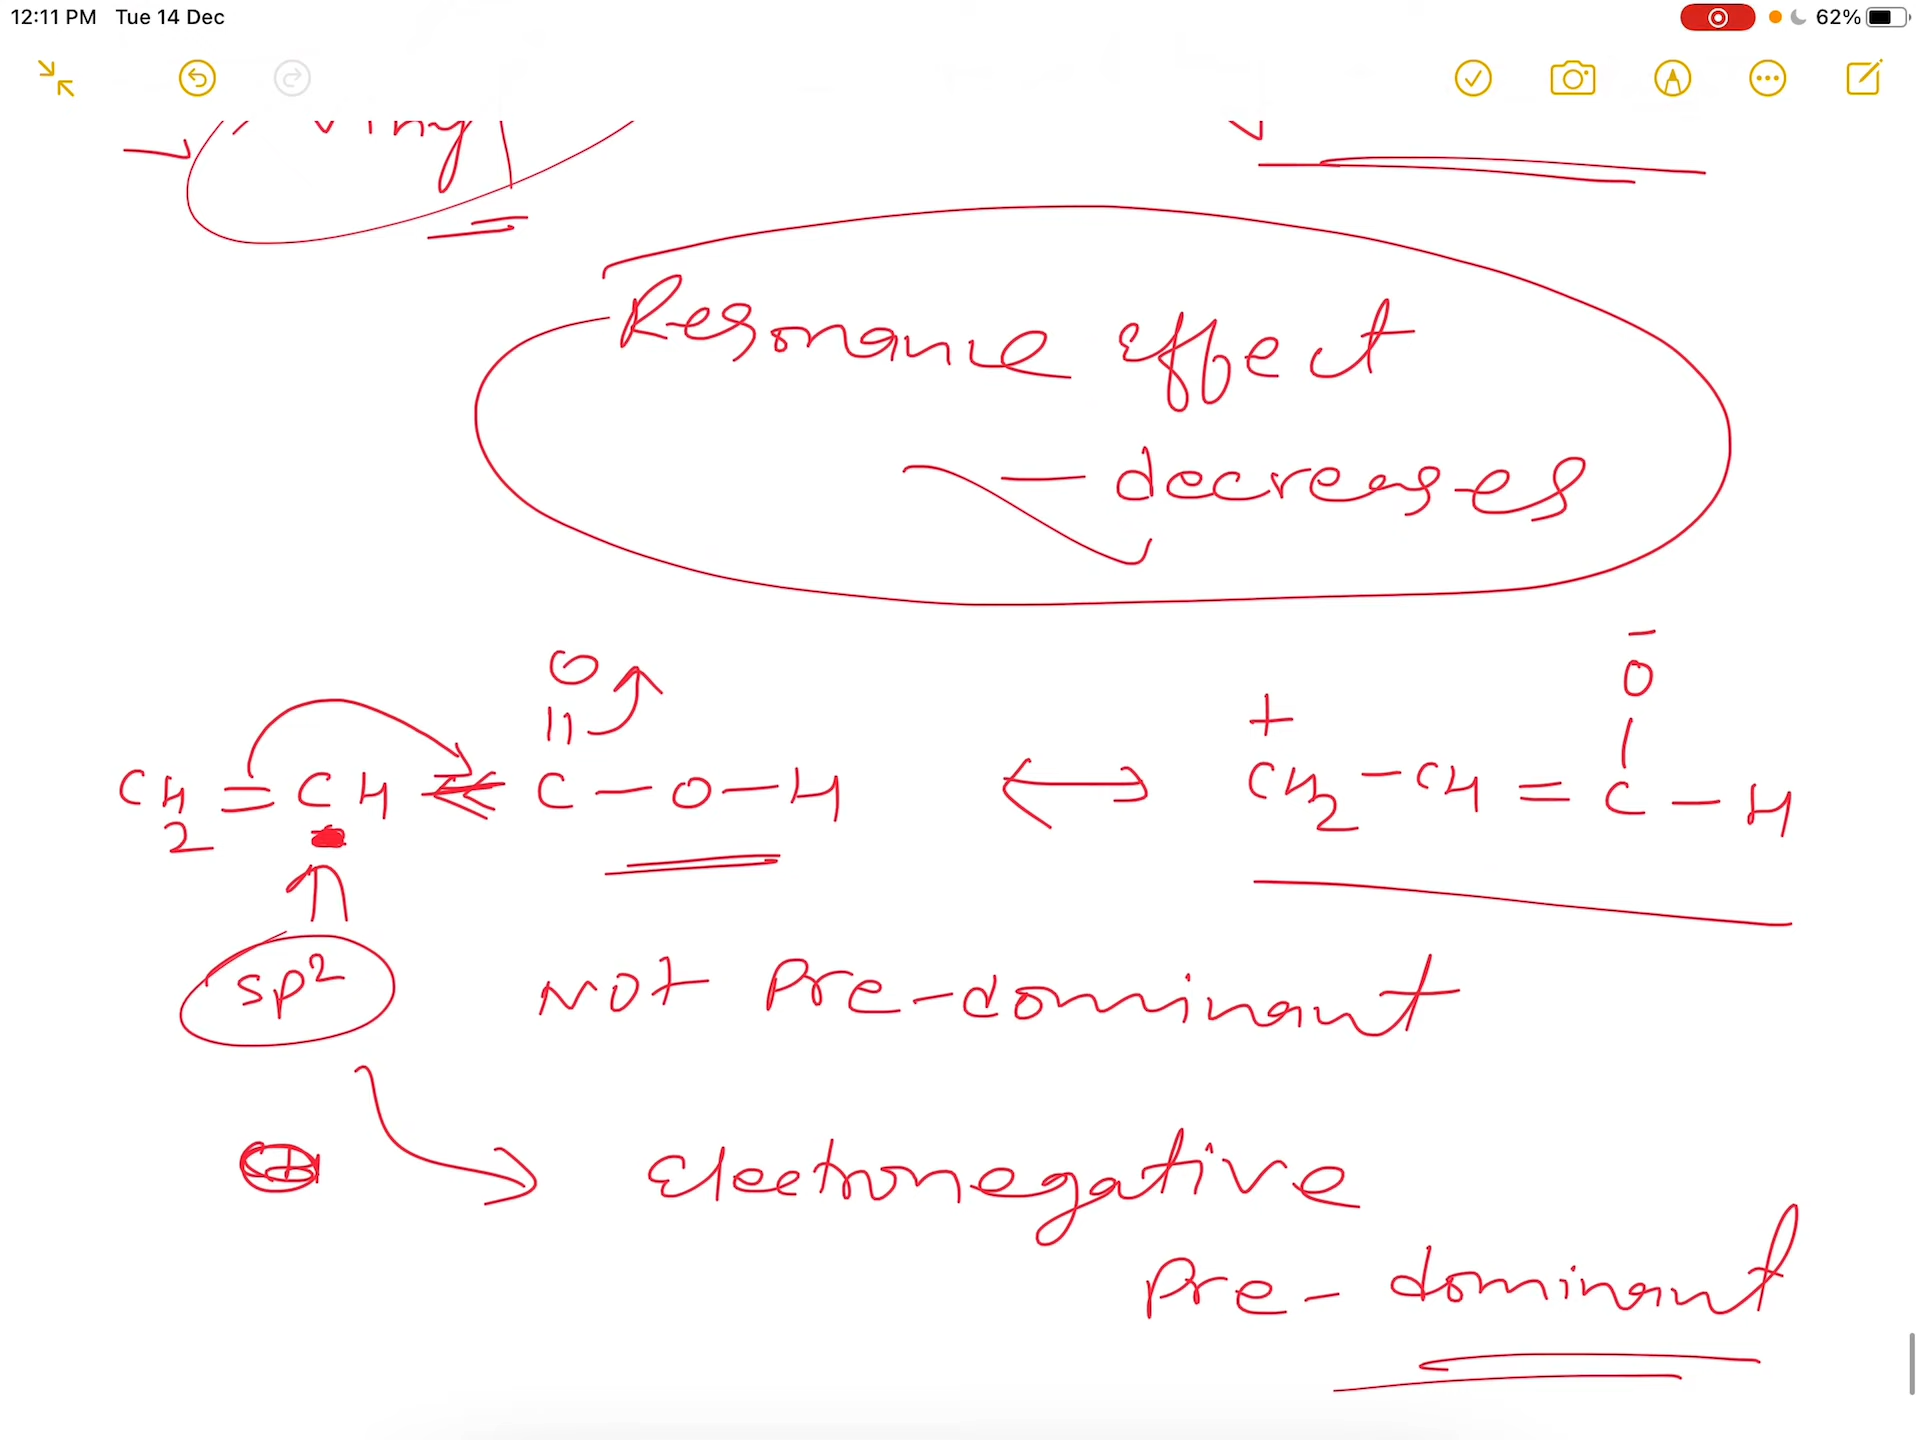 12:11 PM Tue 14 Dec 62%
Resonance effect
— decreases
O
||
CH2 = CH C — O — H ⟷
+
CH2 — CH = C — H
|
O
-
sp² NOT Pre-dominant
Electronegative
Pre-dominant